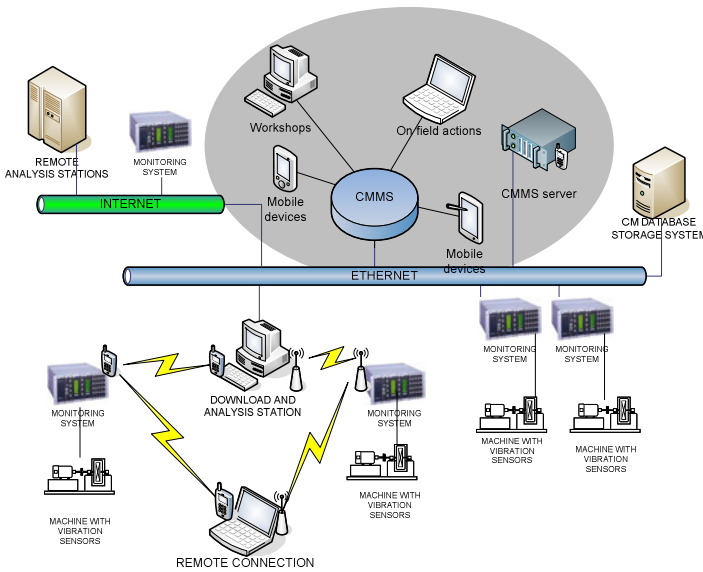 Workshops
On field actions
REMOTE
ANALYSIS STATIONS
MONITORING
SYSTEM
CMMS
CMMS server
INTERNET
Mobile
devices
Mobile
devices
CM DATABASE
STORAGE SYSTEM
ETHERNET
MONITORING
SYSTEM
MONITORING
SYSTEM
DOWNLOAD AND
ANALYSIS STATION
MONITORING
SYSTEM
MONITORING
SYSTEM
MACHINE WITH
VIBRATION
SENSORS
MACHINE WITH
VIBRATION
SENSORS
MACHINE WITH
VIBRATION
SENSORS
MACHINE WITH
VIBRATION
SENSORS
REMOTE CONNECTION